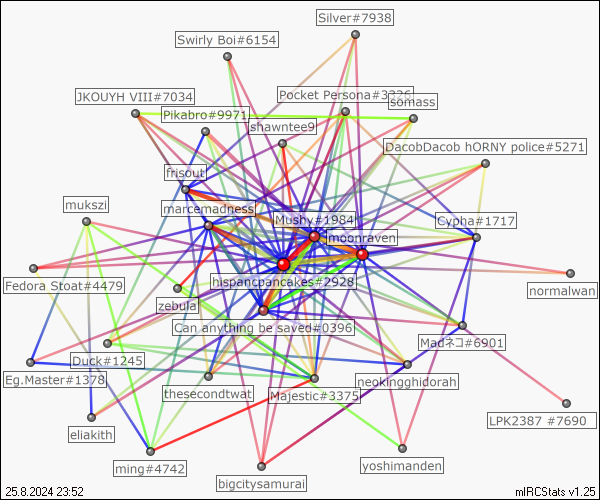 Silver#7938
Swirly Boi#6154
JKOUYH VIII#7034
Pocket Persona#3326
somass
Pikabro#9971
shawntee9
DacobDacob hORNY police#5271
frisout
mukszi
marcemadness
Mushy#1984
Cypha#1717
moonraven
Fedora Stoat#4479
hispancpancakes#2928
normalwan
zebula
Can anything be saved#0396
Madネコ#6901
Duck#1245
Eg.Master#1378
thesecondtwat
Majestic#3375
neokingghidorah
LPK2387 #7690
eliakith
ming#4742
yoshimanden
bigcitysamurai
25.8.2024 23:52
mIRCStats v1.25